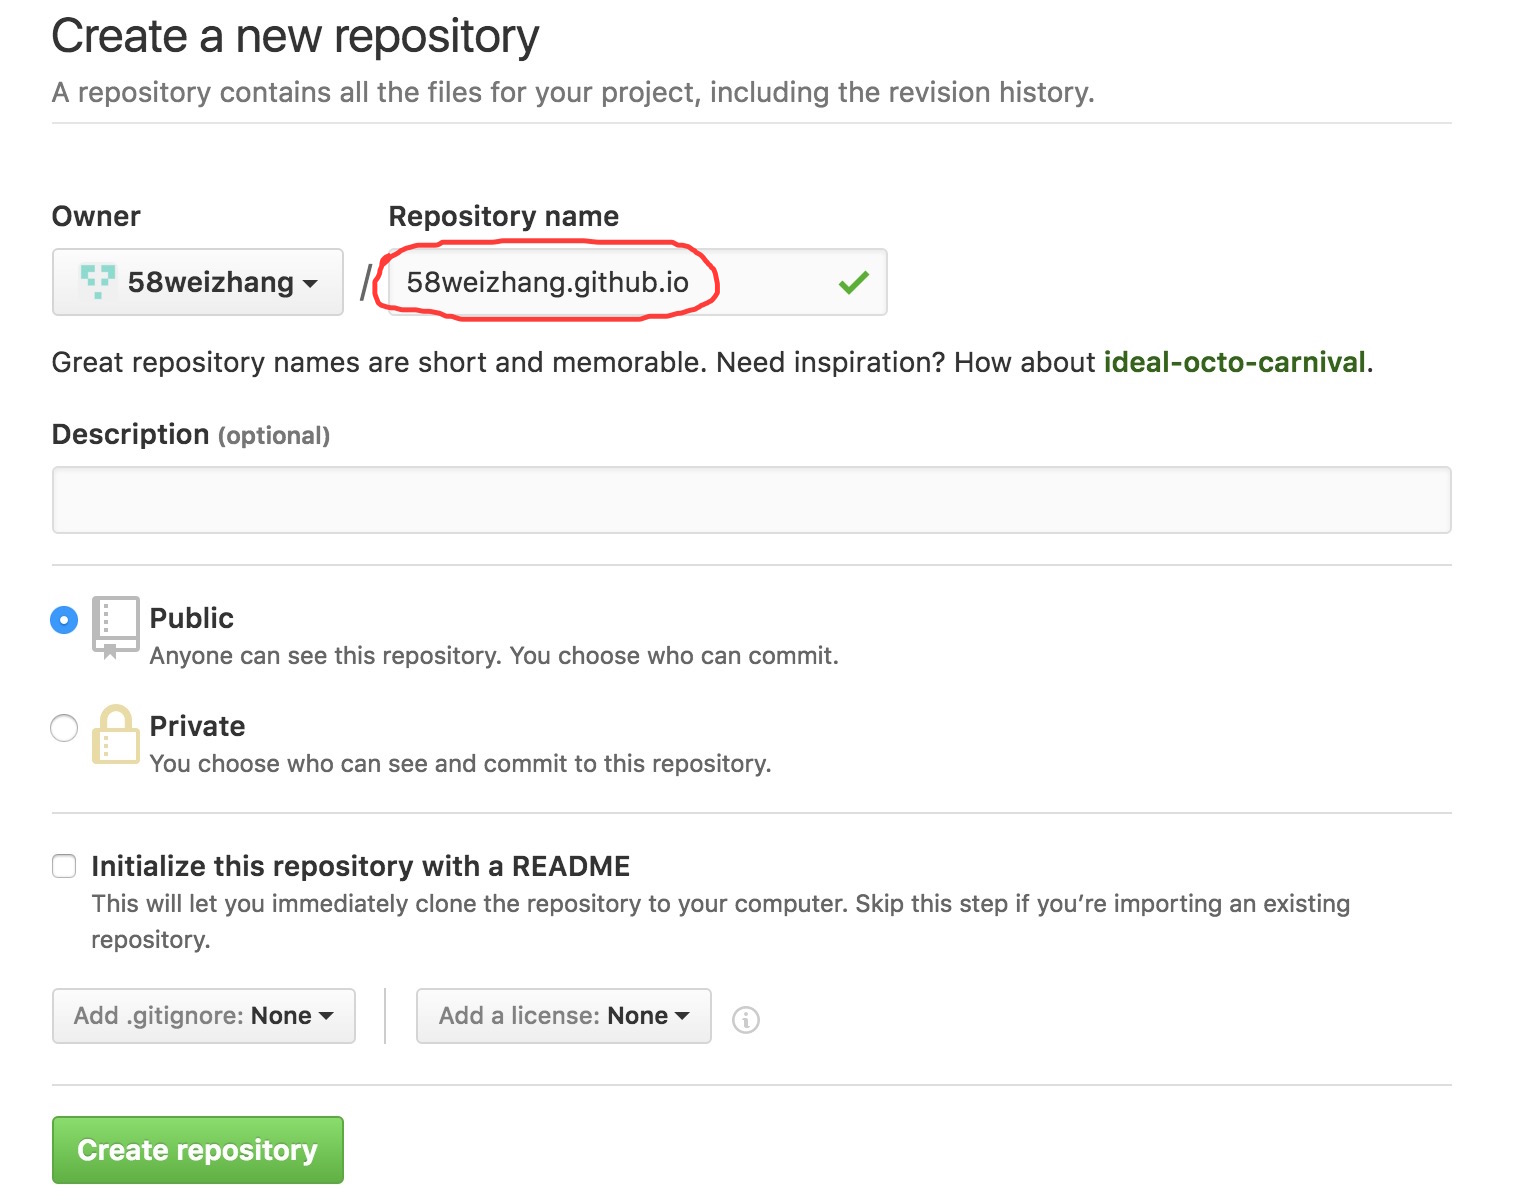 Create a new repository
A repository contains all the files for your project, including the revision history.
Owner
Repository name
58weizhang / 58weizhang.github.io
Great repository names are short and memorable. Need inspiration? How about ideal-octo-carnival.
Description (optional)
Public
Anyone can see this repository. You choose who can commit.
Private
You choose who can see and commit to this repository.
Initialize this repository with a README
This will let you immediately clone the repository to your computer. Skip this step if you’re importing an existing
repository.
Add .gitignore: None
Add a license: None
Create repository